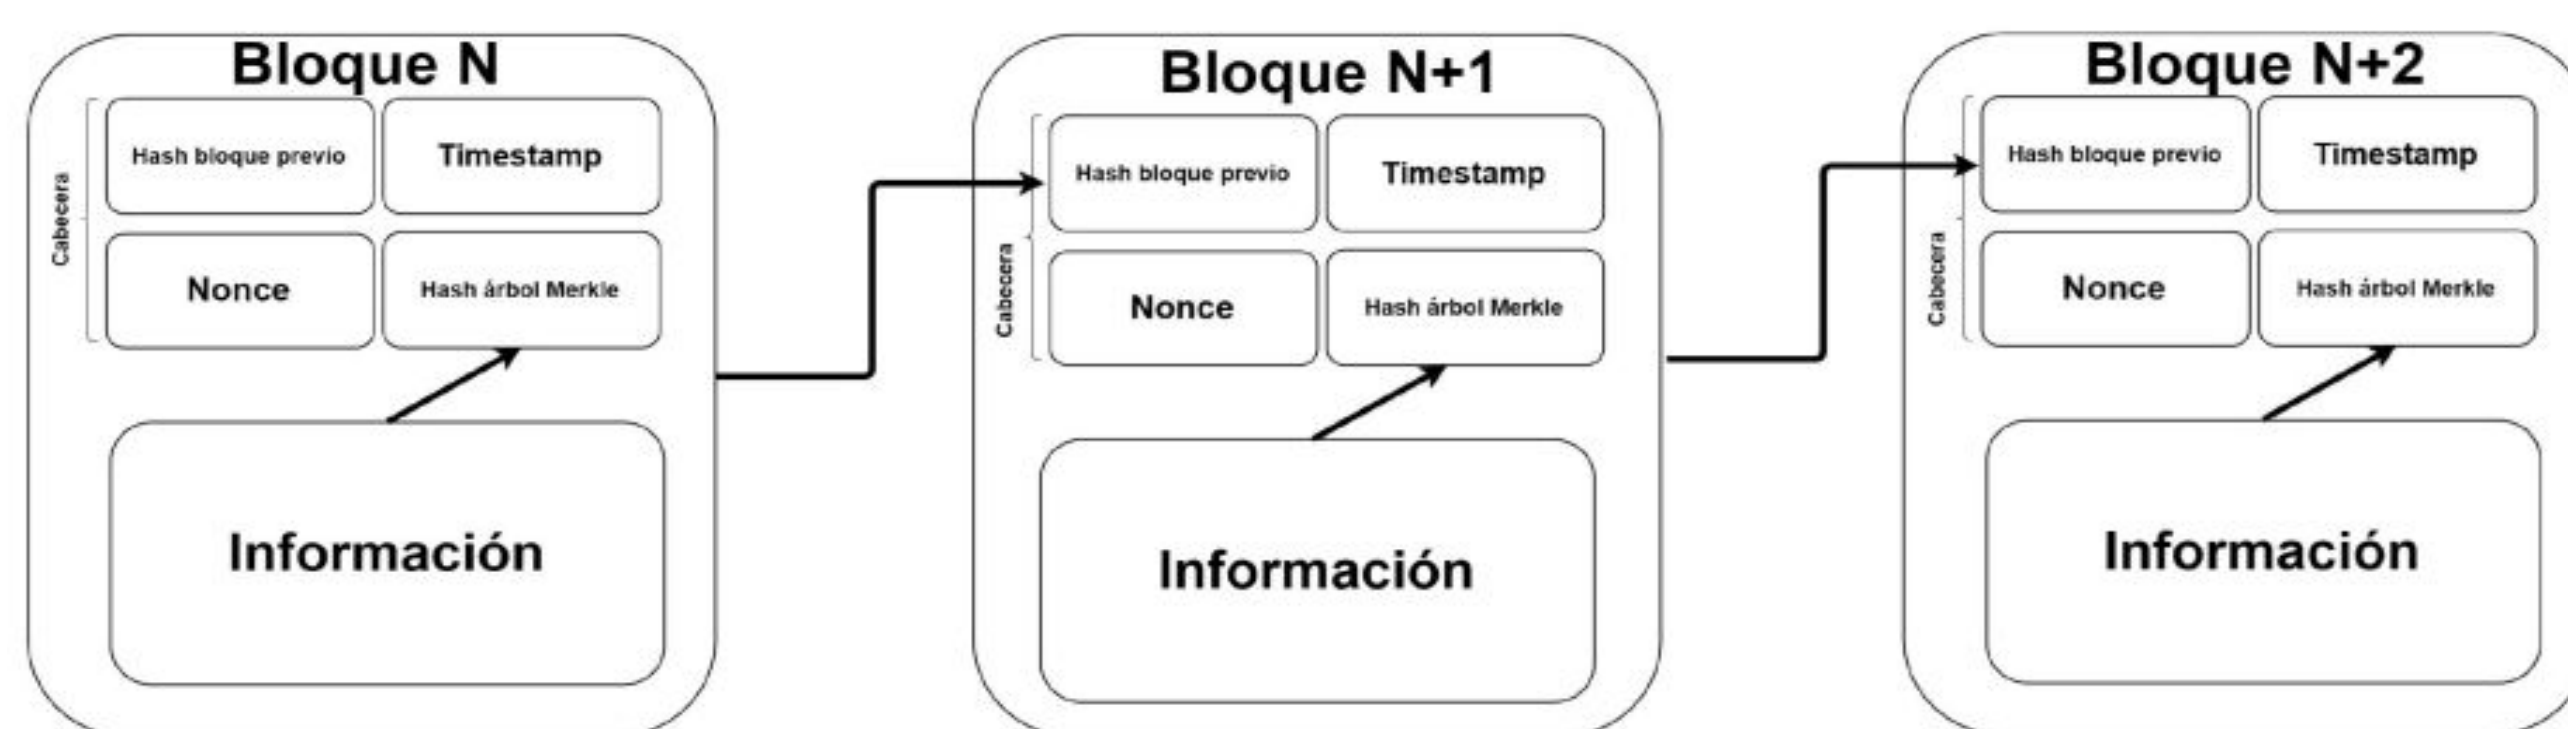 Bloque N
Cabecera
Hash bloque previo
Timestamp
Nonce
Hash árbol Merkle
Información
Bloque N+1
Cabecera
Hash bloque previo
Timestamp
Nonce
Hash árbol Merkle
Información
Bloque N+2
Cabecera
Hash bloque previo
Timestamp
Nonce
Hash árbol Merkle
Información